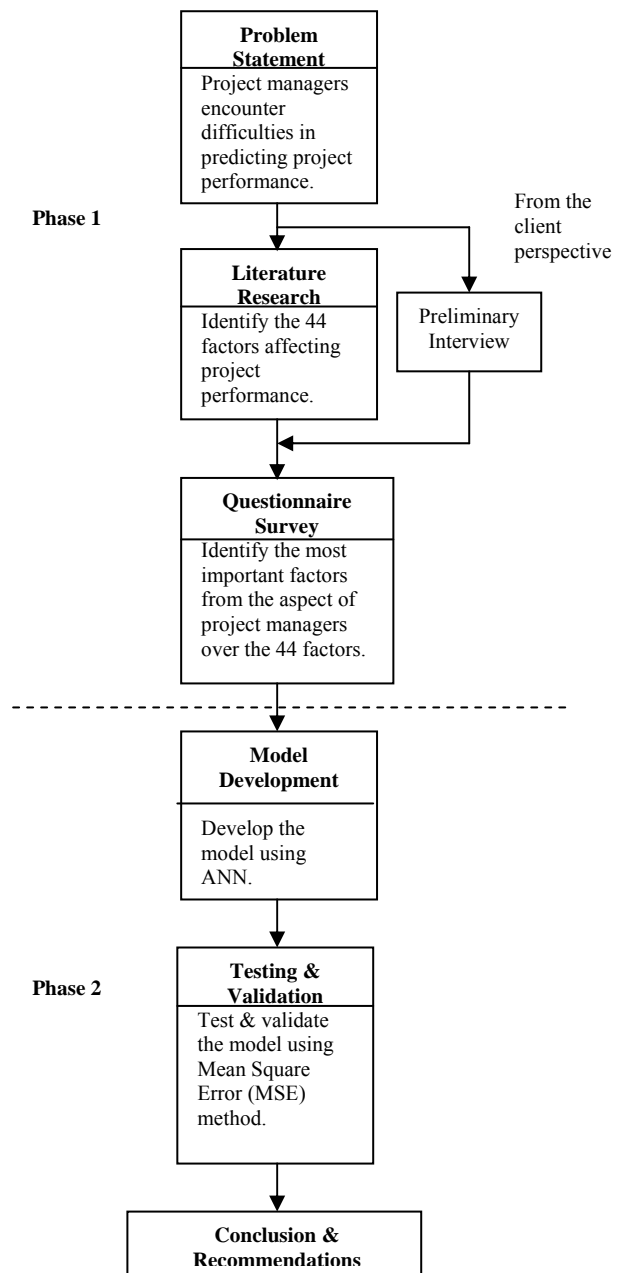 Problem
Statement
Project managers
encounter
difficulties in
predicting project
performance.
Phase 1
From the
client
perspective
Literature
Research
Identify the 44
factors affecting
project
performance.
Preliminary
Interview
Questionnaire
Survey
Identify the most
important factors
from the aspect of
project managers
over the 44 factors.
Model
Development
Develop the
model using
ANN.
Phase 2
Testing &
Validation
Test & validate
the model using
Mean Square
Error (MSE)
method.
Conclusion &
Recommendations